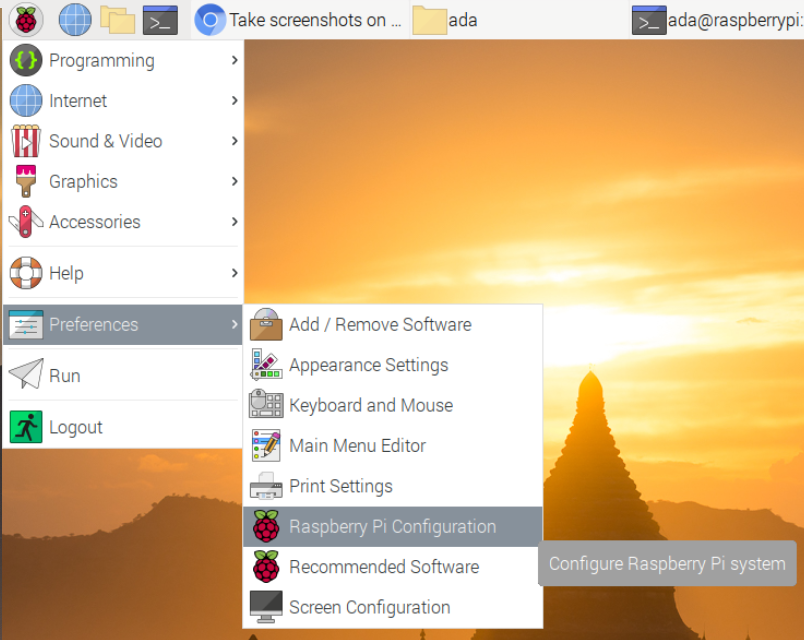 Take screenshots on ...
ada
ada@raspberrypi:
Programming
Internet
Sound & Video
Graphics
Accessories
Help
Preferences
Run
Logout
Add / Remove Software
Appearance Settings
Keyboard and Mouse
Main Menu Editor
Print Settings
Raspberry Pi Configuration
Recommended Software
Screen Configuration
Configure Raspberry Pi system